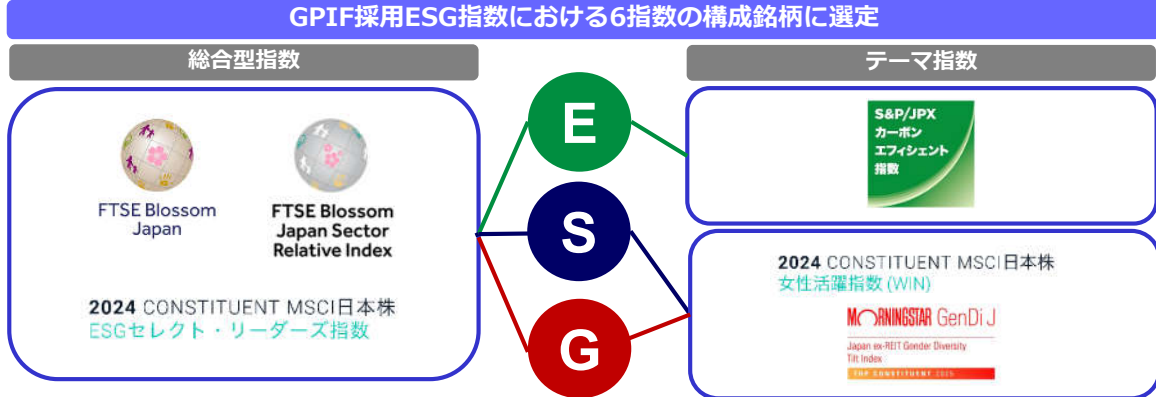 GPIF採用ESG指数における6指数の構成銘柄に選定
総合型指数
FTSE Blossom
Japan
FTSE Blossom
Japan Sector
Relative Index
2024 CONSTITUENT MSCI日本株
ESGセレクト・リーダーズ指数
E
S
G
テーマ指数
S&P/JPX
カーボン
エフィシェント
指数
2024 CONSTITUENT MSCI日本株
女性活躍指数 (WIN)
MORNINGSTAR GenDi J
Japan ex-REIT Gender Diversity
Tilt Index
TOP CONSTITUENT 2025